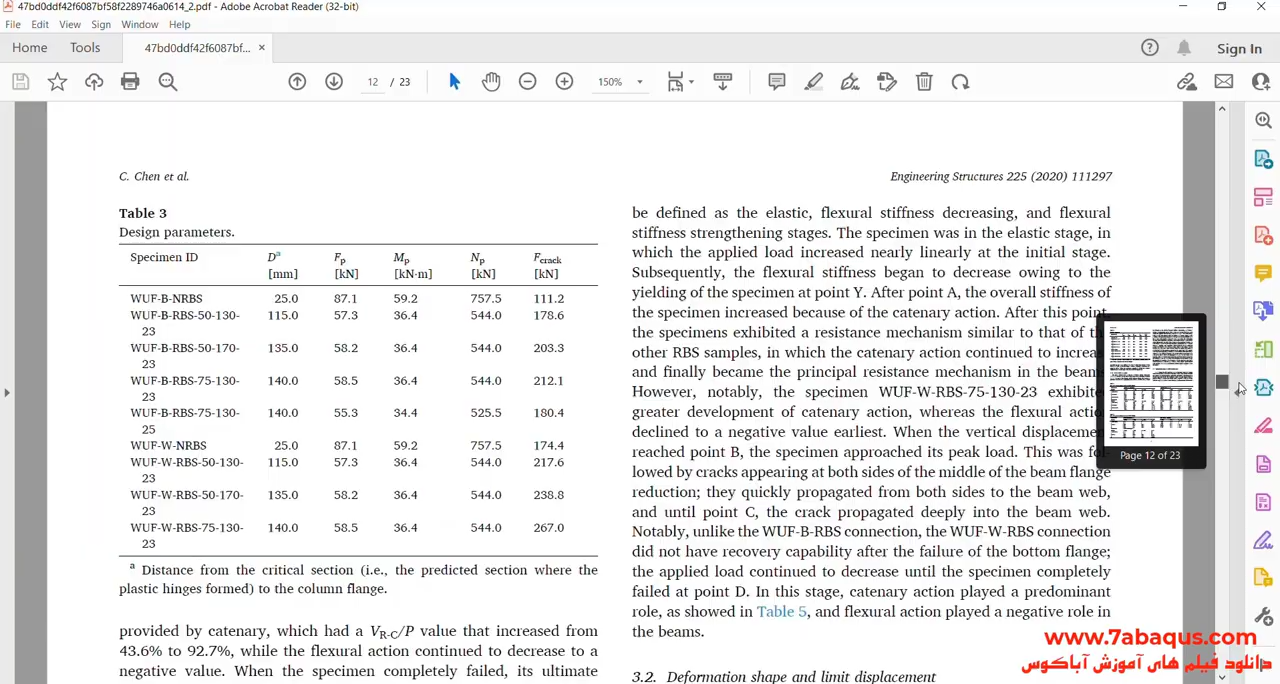 47bd0ddf42f6087bf58f2289746a0614_2.pdf - Adobe Acrobat Reader (32-bit)
File Edit View Sign Window Help
Home Tools 47bd0ddf42f6087bf... × Sign In
12 / 23 150%
C. Chen et al. Engineering Structures 225 (2020) 111297
Table 3
Design parameters.
Specimen ID Dᵃ Fp Mp Np Fcrack
[mm] [kN] [kN·m] [kN] [kN]
WUF-B-NRBS 25.0 87.1 59.2 757.5 111.2
WUF-B-RBS-50-130- 115.0 57.3 36.4 544.0 178.6
23
WUF-B-RBS-50-170- 135.0 58.2 36.4 544.0 203.3
23
WUF-B-RBS-75-130- 140.0 58.5 36.4 544.0 212.1
23
WUF-B-RBS-75-130- 140.0 55.3 34.4 525.5 180.4
25
WUF-W-NRBS 25.0 87.1 59.2 757.5 174.4
WUF-W-RBS-50-130- 115.0 57.3 36.4 544.0 217.6
23
WUF-W-RBS-50-170- 135.0 58.2 36.4 544.0 238.8
23
WUF-W-RBS-75-130- 140.0 58.5 36.4 544.0 267.0
23
ᵃ Distance from the critical section (i.e., the predicted section where the
plastic hinges formed) to the column flange.
provided by catenary, which had a VR-C/P value that increased from
43.6% to 92.7%, while the flexural action continued to decrease to a
negative value. When the specimen completely failed, its ultimate
be defined as the elastic, flexural stiffness decreasing, and flexural
stiffness strengthening stages. The specimen was in the elastic stage, in
which the applied load increased nearly linearly at the initial stage.
Subsequently, the flexural stiffness began to decrease owing to the
yielding of the specimen at point Y. After point A, the overall stiffness of
the specimen increased because of the catenary action. After this point,
the specimens exhibited a resistance mechanism similar to that of
other RBS samples, in which the catenary action continued to
and finally became the principal resistance mechanism in the
However, notably, the specimen WUF-W-RBS-75-130-23
greater development of catenary action, whereas the flexural
declined to a negative value earliest. When the vertical
reached point B, the specimen approached its peak load. This was
lowed by cracks appearing at both sides of the middle of the beam flange
reduction; they quickly propagated from both sides to the beam web,
and until point C, the crack propagated deeply into the beam web.
Notably, unlike the WUF-B-RBS connection, the WUF-W-RBS connection
did not have recovery capability after the failure of the bottom flange;
the applied load continued to decrease until the specimen completely
failed at point D. In this stage, catenary action played a predominant
role, as showed in Table 5, and flexural action played a negative role in
the beams.
3.2. Deformation shape and limit displacement
Page 12 of 23
www.7abaqus.com
دانلود فیلم های آموزش آباکوس